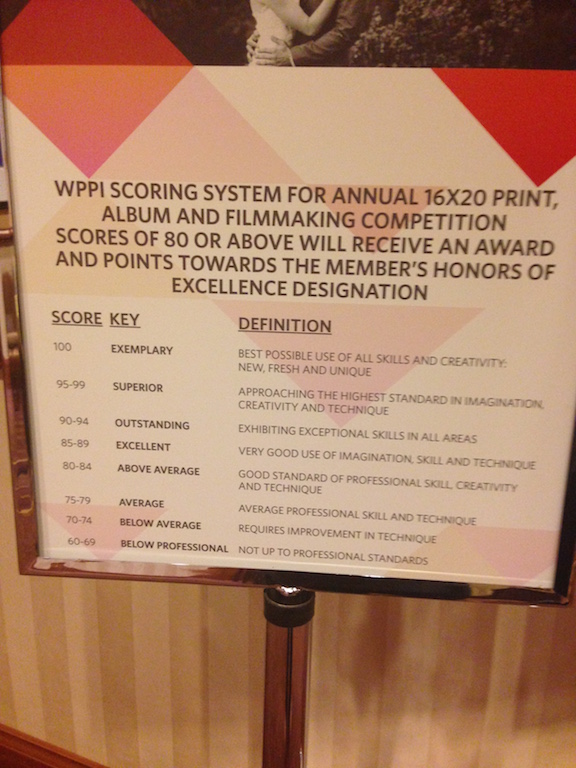 WPPI SCORING SYSTEM FOR ANNUAL 16X20 PRINT,
ALBUM AND FILMMAKING COMPETITION
SCORES OF 80 OR ABOVE WILL RECEIVE AN AWARD
AND POINTS TOWARDS THE MEMBER'S HONORS OF
EXCELLENCE DESIGNATION
SCORE KEY DEFINITION
100 EXEMPLARY BEST POSSIBLE USE OF ALL SKILLS AND CREATIVITY:
NEW, FRESH AND UNIQUE
95-99 SUPERIOR APPROACHING THE HIGHEST STANDARD IN IMAGINATION,
CREATIVITY AND TECHNIQUE
90-94 OUTSTANDING EXHIBITING EXCEPTIONAL SKILLS IN ALL AREAS
85-89 EXCELLENT VERY GOOD USE OF IMAGINATION, SKILL AND TECHNIQUE
80-84 ABOVE AVERAGE GOOD STANDARD OF PROFESSIONAL SKILL, CREATIVITY
AND TECHNIQUE
75-79 AVERAGE AVERAGE PROFESSIONAL SKILL AND TECHNIQUE
70-74 BELOW AVERAGE REQUIRES IMPROVEMENT IN TECHNIQUE
60-69 BELOW PROFESSIONAL NOT UP TO PROFESSIONAL STANDARDS